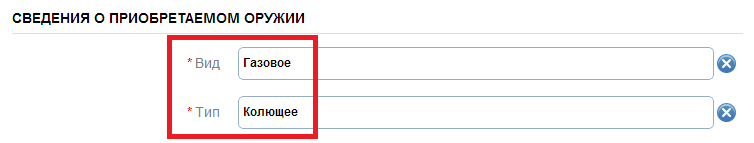 СВЕДЕНИЯ О ПРИОБРЕТАЕМОМ ОРУЖИИ
* Вид Газовое
* Тип Колющее